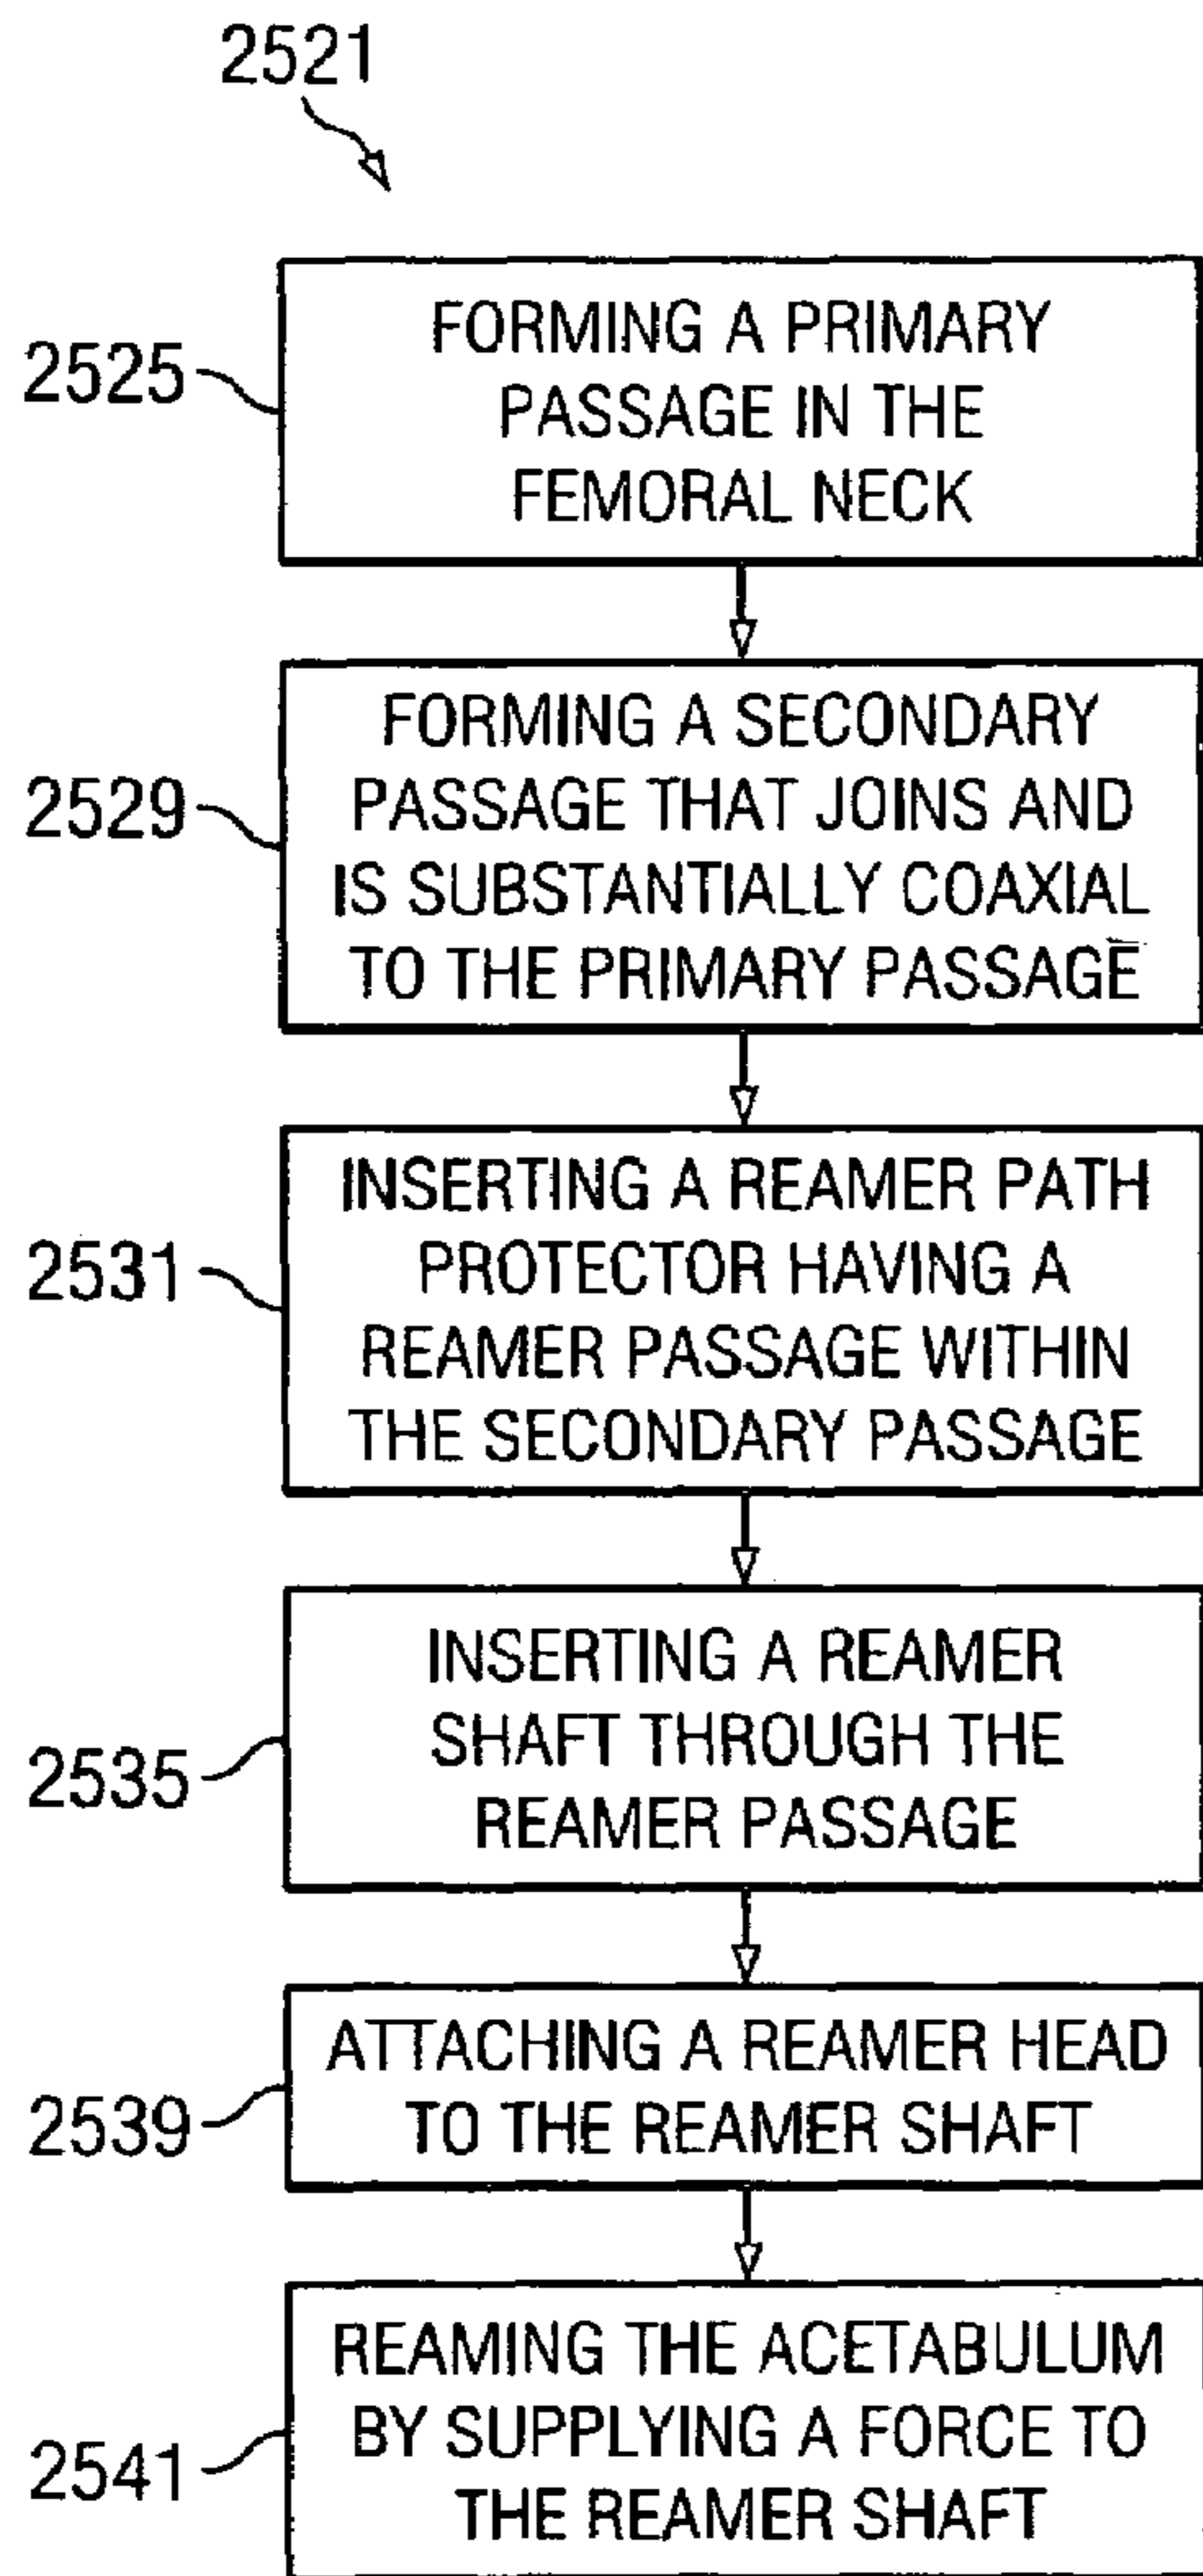 2521
2525
FORMING A PRIMARY
PASSAGE IN THE
FEMORAL NECK
2529
FORMING A SECONDARY
PASSAGE THAT JOINS AND
IS SUBSTANTIALLY COAXIAL
TO THE PRIMARY PASSAGE
2531
INSERTING A REAMER PATH
PROTECTOR HAVING A
REAMER PASSAGE WITHIN
THE SECONDARY PASSAGE
2535
INSERTING A REAMER
SHAFT THROUGH THE
REAMER PASSAGE
2539
ATTACHING A REAMER HEAD
TO THE REAMER SHAFT
2541
REAMING THE ACETABULUM
BY SUPPLYING A FORCE TO
THE REAMER SHAFT